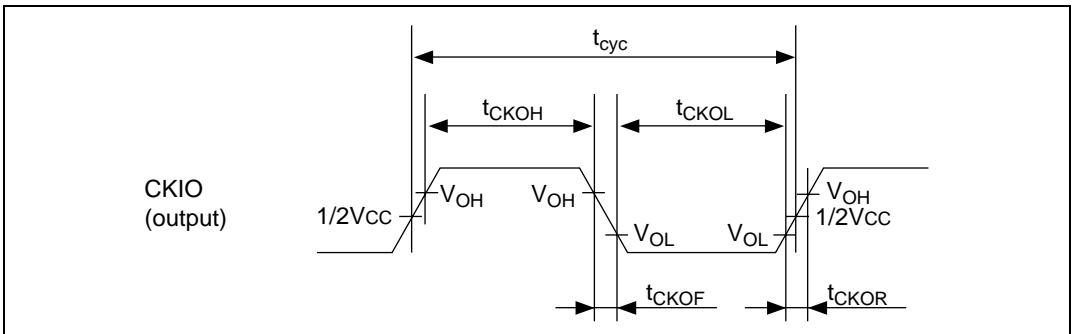 tcyc
tCKOH
tCKOL
CKIO
(output)
1/2VCC
VOH
VOH
VOL
VOL
VOH
1/2VCC
tCKOF
tCKOR